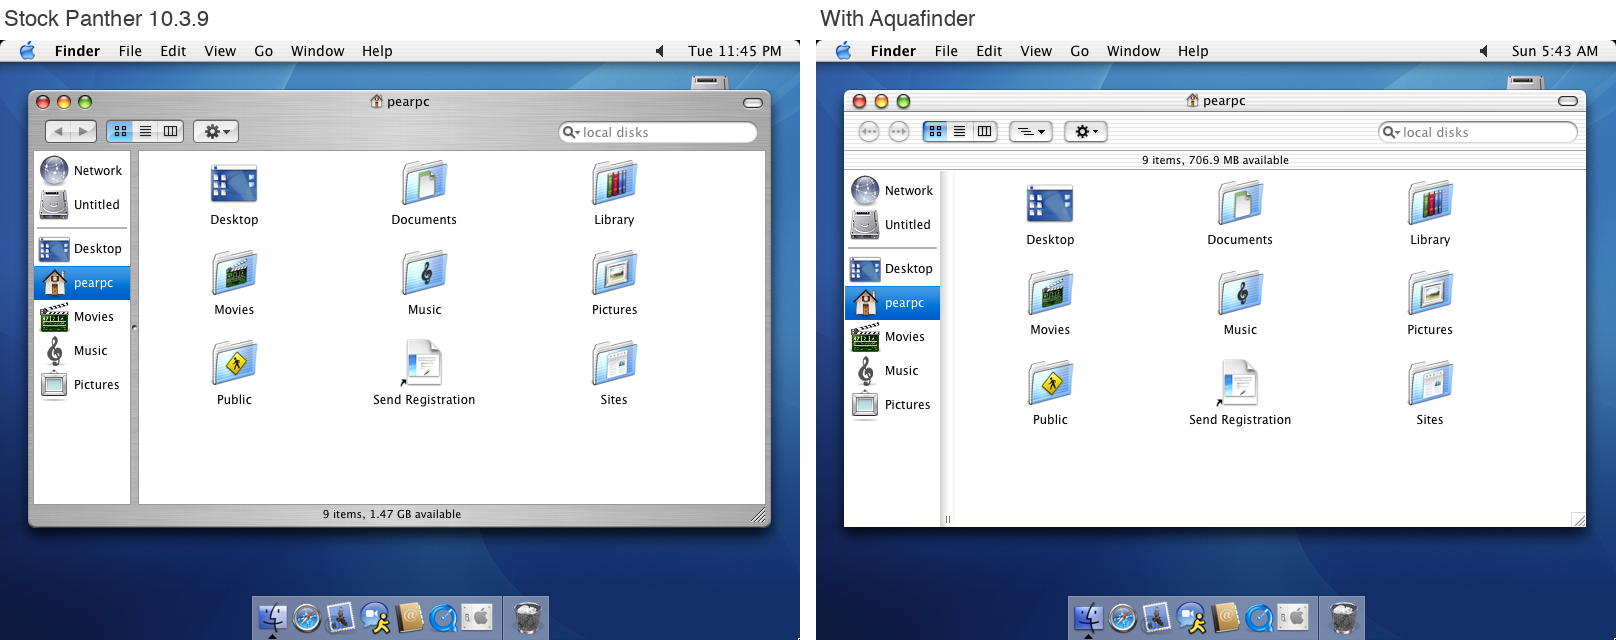 Stock Panther 10.3.9
Finder File Edit View Go Window Help Tue 11:45 PM
pearpc
local disks
Network
Untitled
Desktop
pearpc
Movies
Music
Pictures
Desktop Documents Library
Movies Music Pictures
Public Send Registration Sites
9 items, 1.47 GB available
With Aquafinder
Finder File Edit View Go Window Help Sun 5:43 AM
pearpc
local disks
9 items, 706.9 MB available
Network
Untitled
Desktop
pearpc
Movies
Music
Pictures
Desktop Documents Library
Movies Music Pictures
Public Send Registration Sites